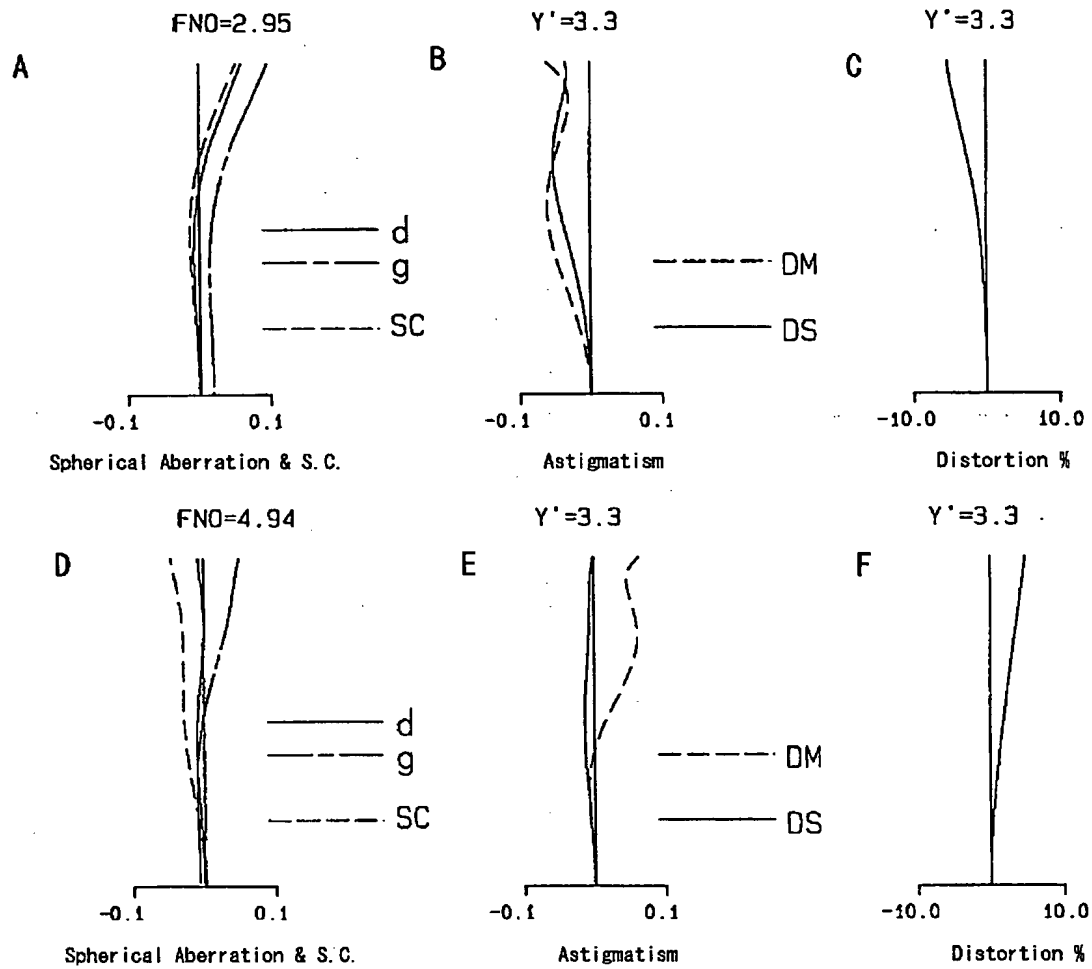 FNO=2.95
Y'=3.3
Y'=3.3
A
B
C
d
g
SC
DM
DS
-0.1 0.1
-0.1 0.1
-10.0 10.0
Spherical Aberration & S.C.
Astigmatism
Distortion %
FNO=4.94
Y'=3.3
Y'=3.3
D
E
F
d
g
SC
DM
DS
-0.1 0.1
-0.1 0.1
-10.0 10.0
Spherical Aberration & S.C.
Astigmatism
Distortion %